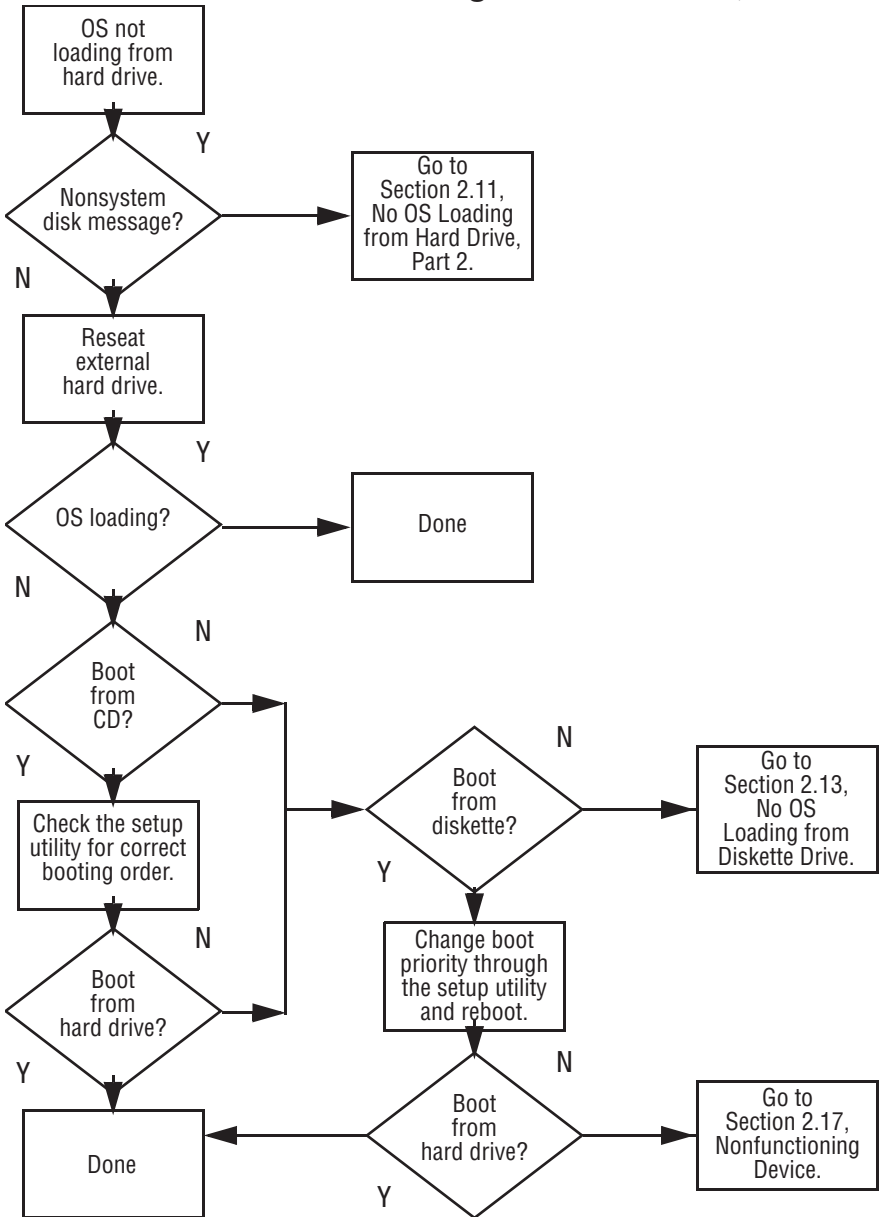 OS not
loading from
hard drive.
Y
Nonsystem
disk message?
Go to
Section 2.11,
No OS Loading
from Hard Drive,
Part 2.
N
Reseat
external
hard drive.
Y
OS loading?
Done
N
N
Boot
from
CD?
Y
Boot
from
diskette?
N
Go to
Section 2.13,
No OS
Loading from
Diskette Drive.
Check the setup
utility for correct
booting order.
Y
N
Change boot
priority through
the setup utility
and reboot.
Boot
from
hard drive?
Y
N
Boot
from
hard drive?
Go to
Section 2.17,
Nonfunctioning
Device.
Done
Y